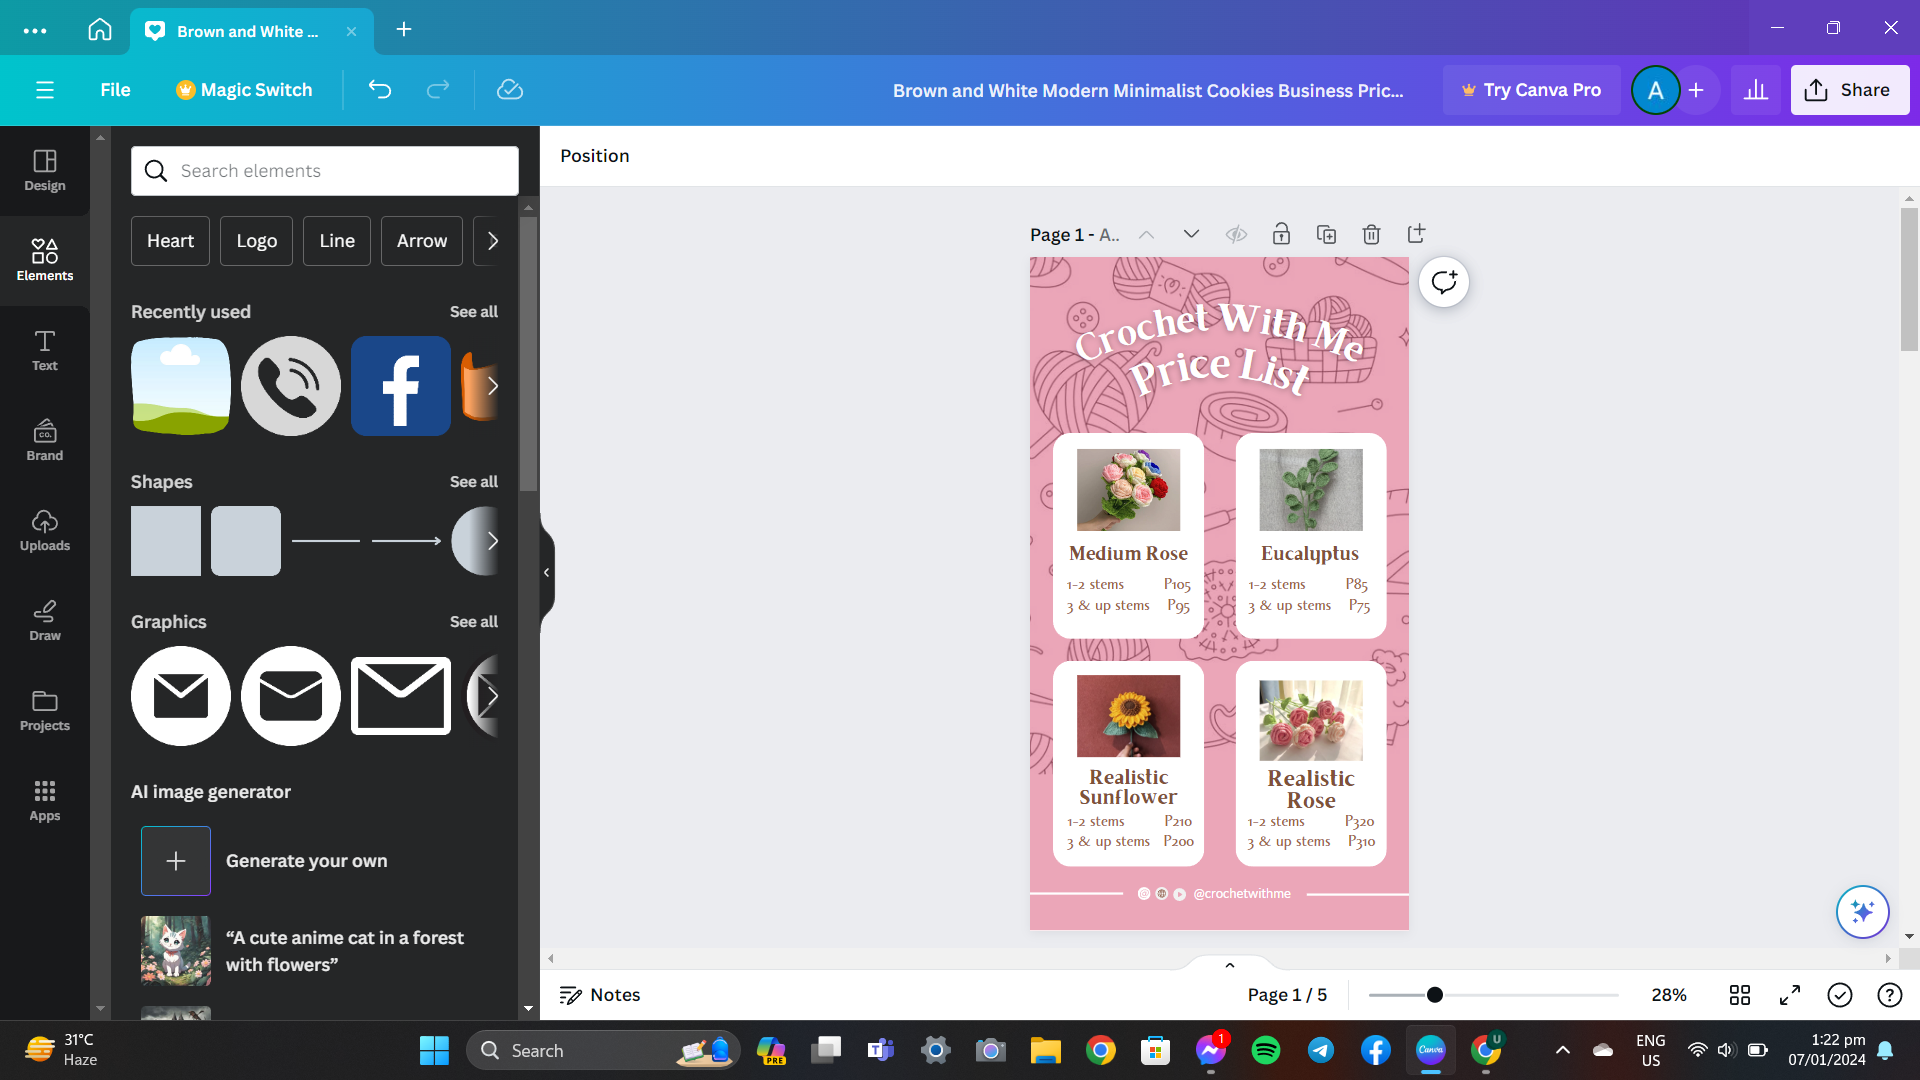 Brown and White ...
File
Magic Switch
Brown and White Modern Minimalist Cookies Business Pric...
Try Canva Pro
A
Share
Design
Elements
Text
Brand
CO.
Uploads
Draw
Projects
Apps
Search elements
Heart
Logo
Line
Arrow
Recently used
See all
f
Shapes
See all
Graphics
See all
AI image generator
Generate your own
“A cute anime cat in a forest
with flowers”
Position
Page 1 - A..
Crochet With Me
Price List
Medium Rose
1-2 stems P105
3 & up stems P95
Eucalyptus
1-2 stems P85
3 & up stems P75
Realistic
Sunflower
1-2 stems P210
3 & up stems P200
Realistic
Rose
1-2 stems P320
3 & up stems P310
@crochetwithme
Notes
Page 1 / 5
28%
31°C
Haze
Search
PRE
1
Canva
U
ENG
US
1:22 pm
07/01/2024